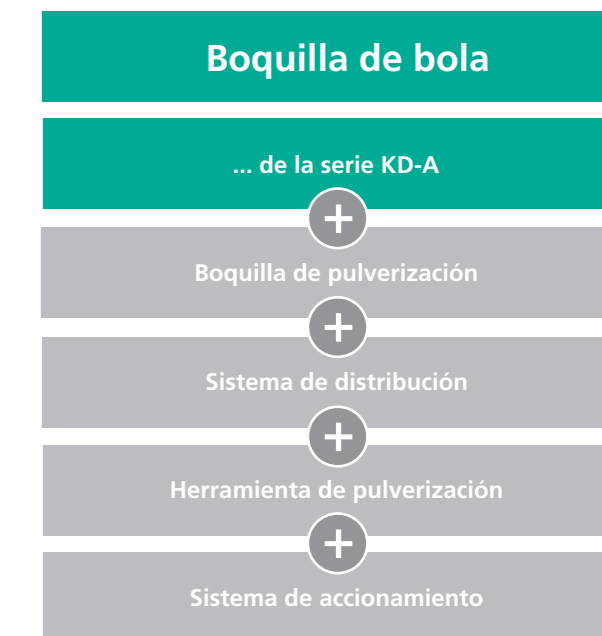 Boquilla de bola
... de la serie KD-A
+
Boquilla de pulverización
+
Sistema de distribución
+
Herramienta de pulverización
+
Sistema de accionamiento